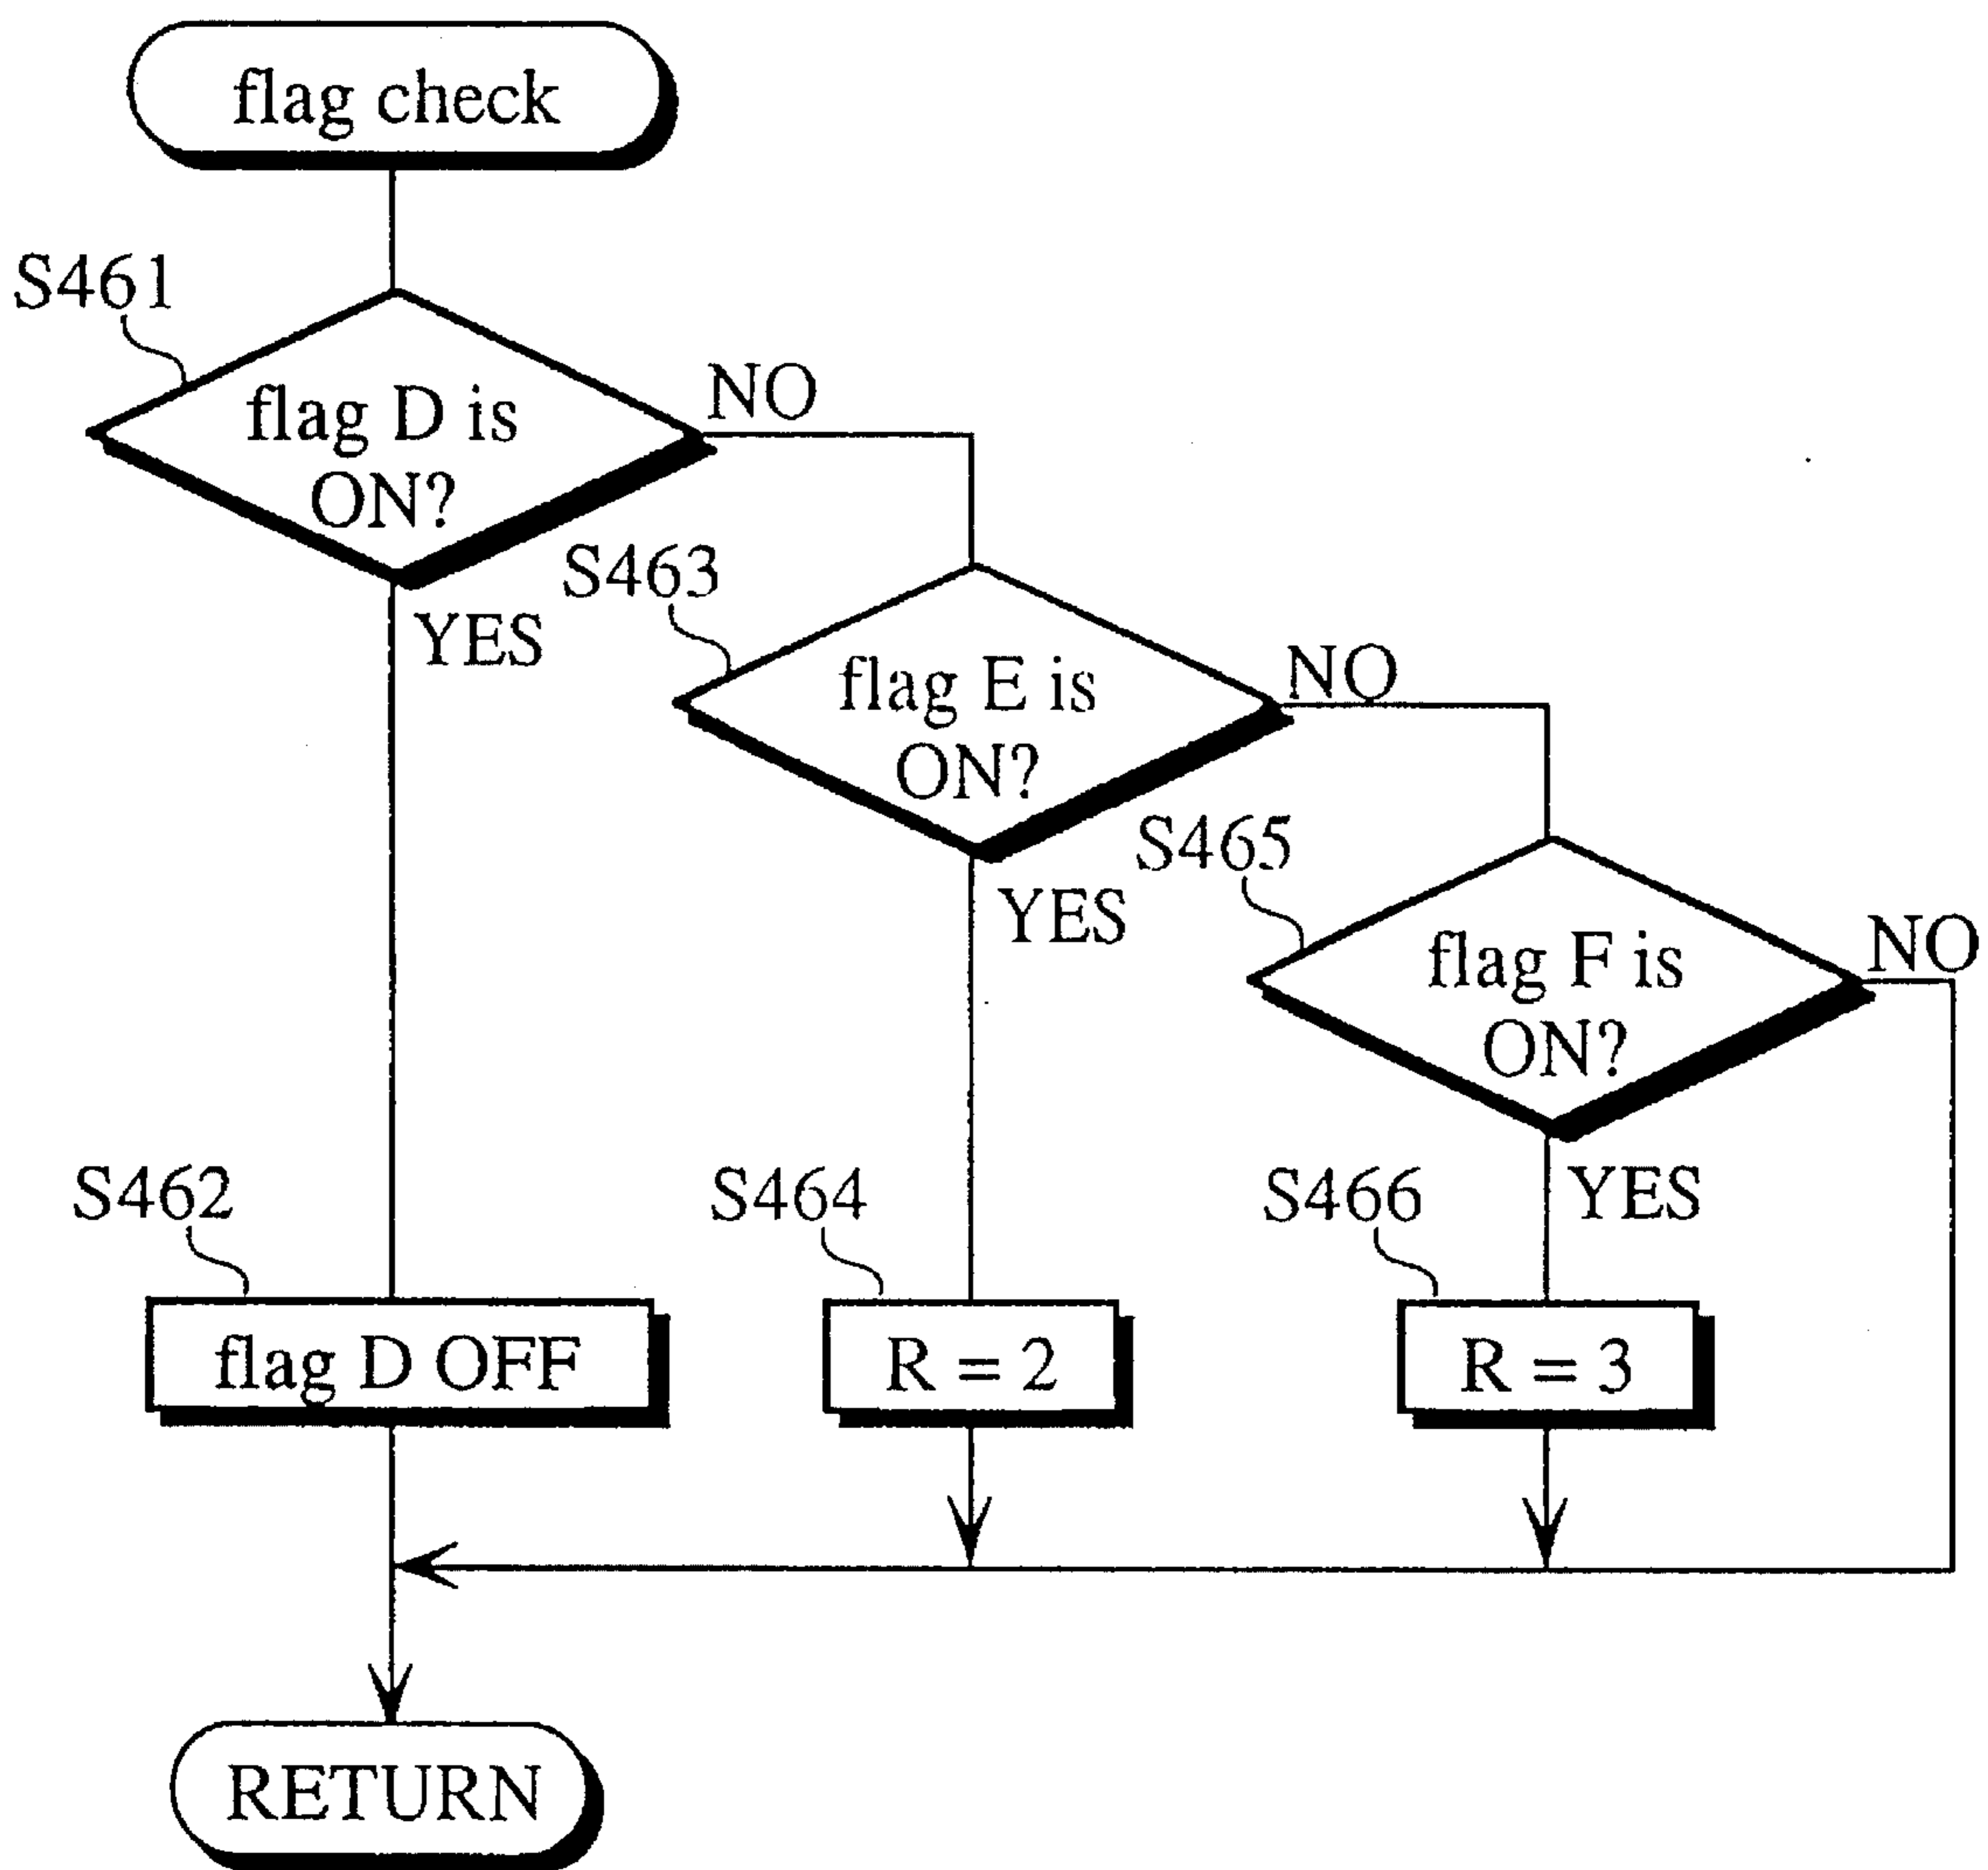 flag check
S461
flag D is
ON?
NO
YES
S463
flag E is
ON?
NO
YES
S465
flag F is
ON?
NO
YES
S462
flag D OFF
S464
R = 2
S466
R = 3
RETURN